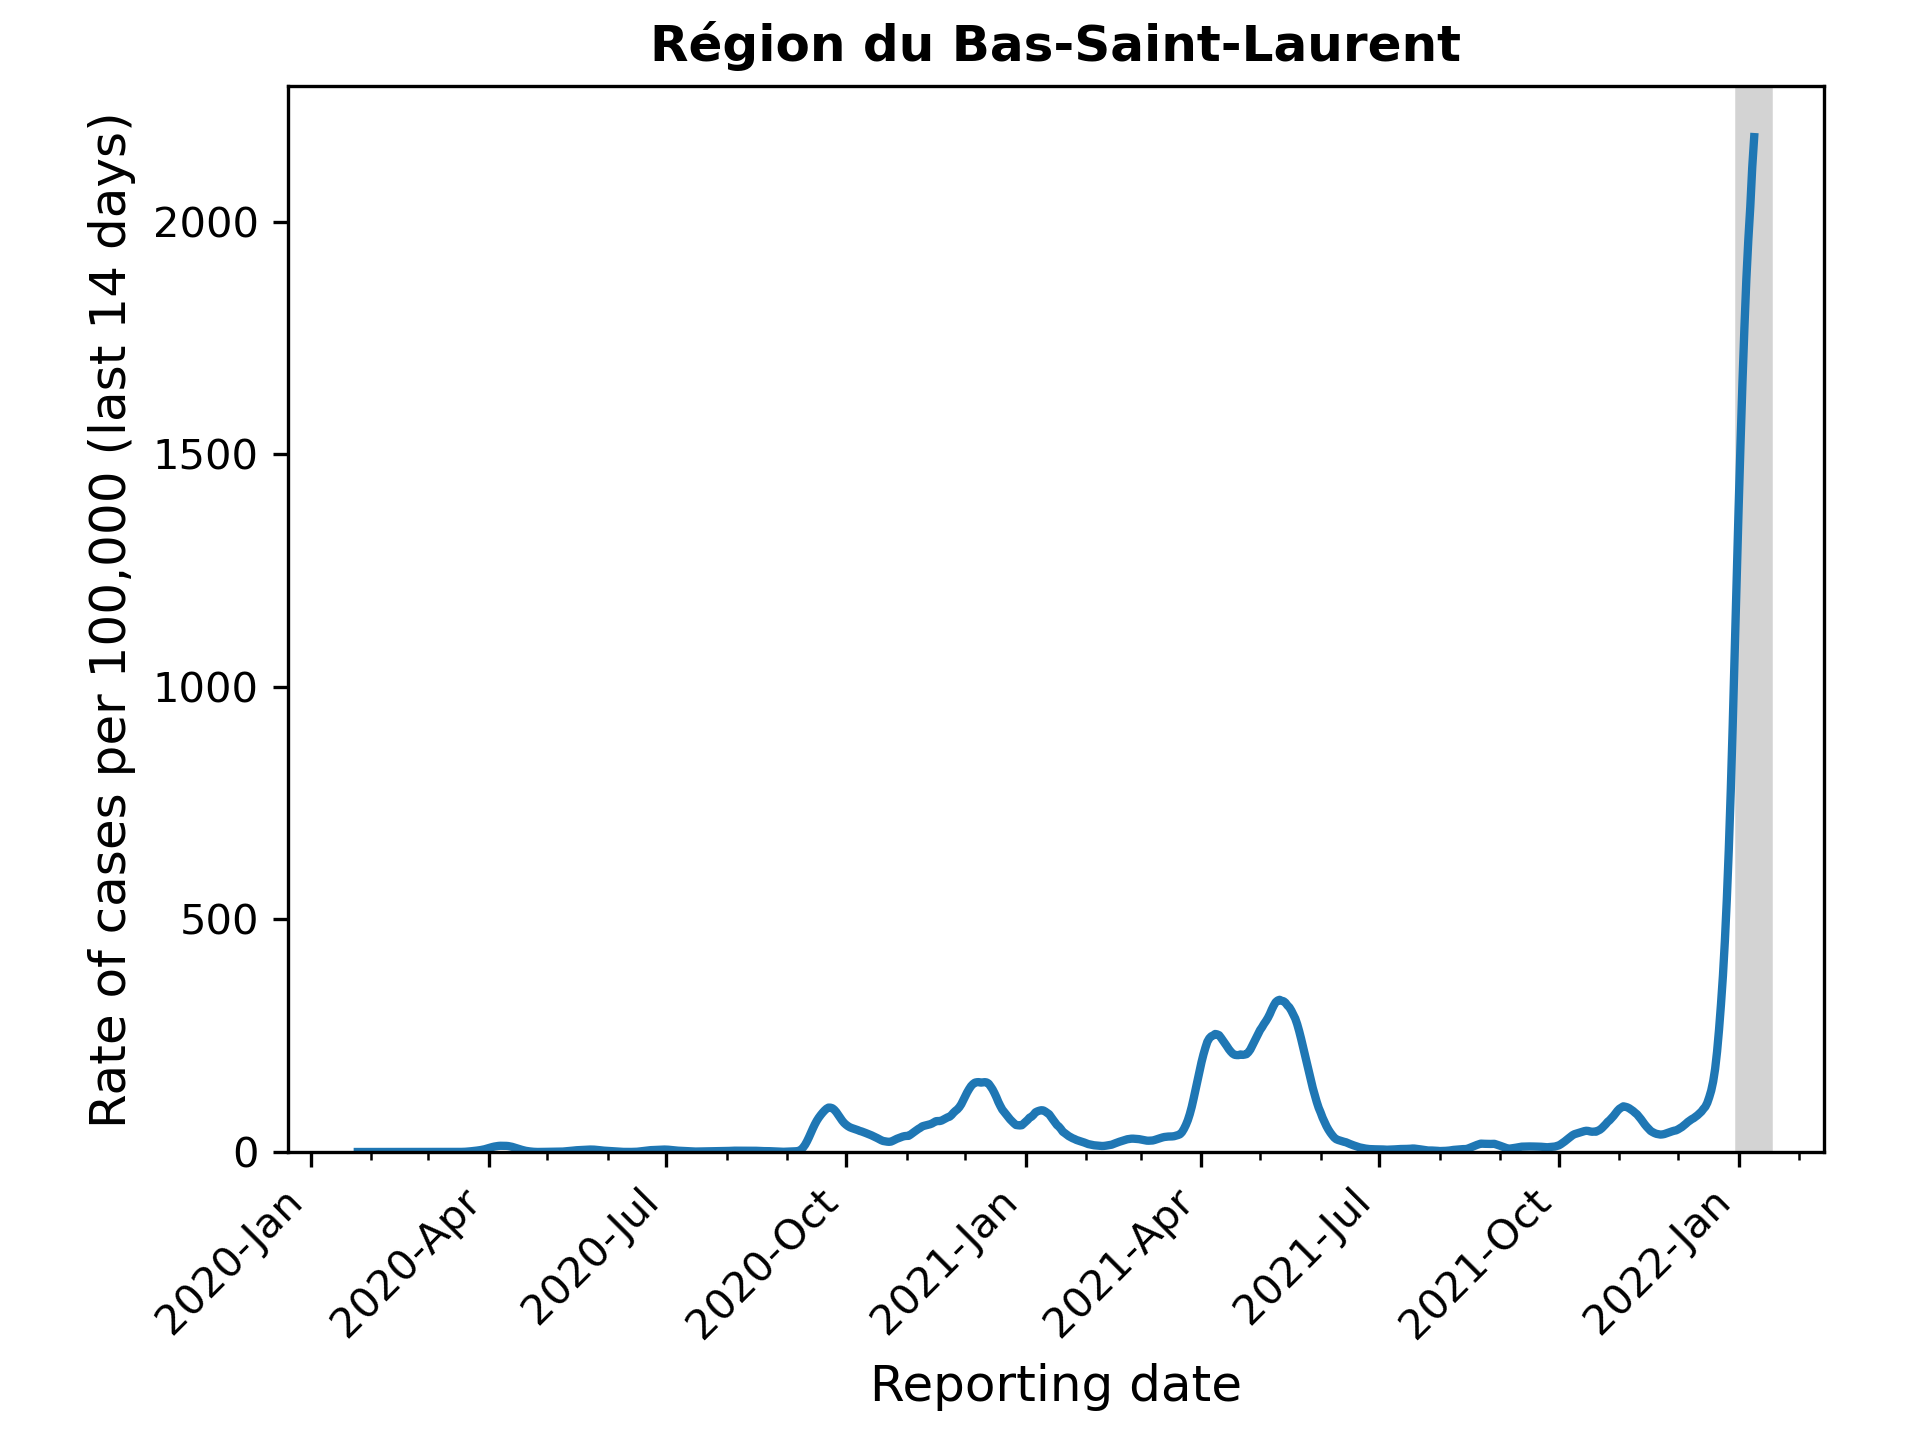 Région du Bas-Saint-Laurent
Rate of cases per 100,000 (last 14 days)
2000
1500
1000
500
0
2020-Jan
2020-Apr
2020-Jul
2020-Oct
2021-Jan
2021-Apr
2021-Jul
2021-Oct
2022-Jan
Reporting date